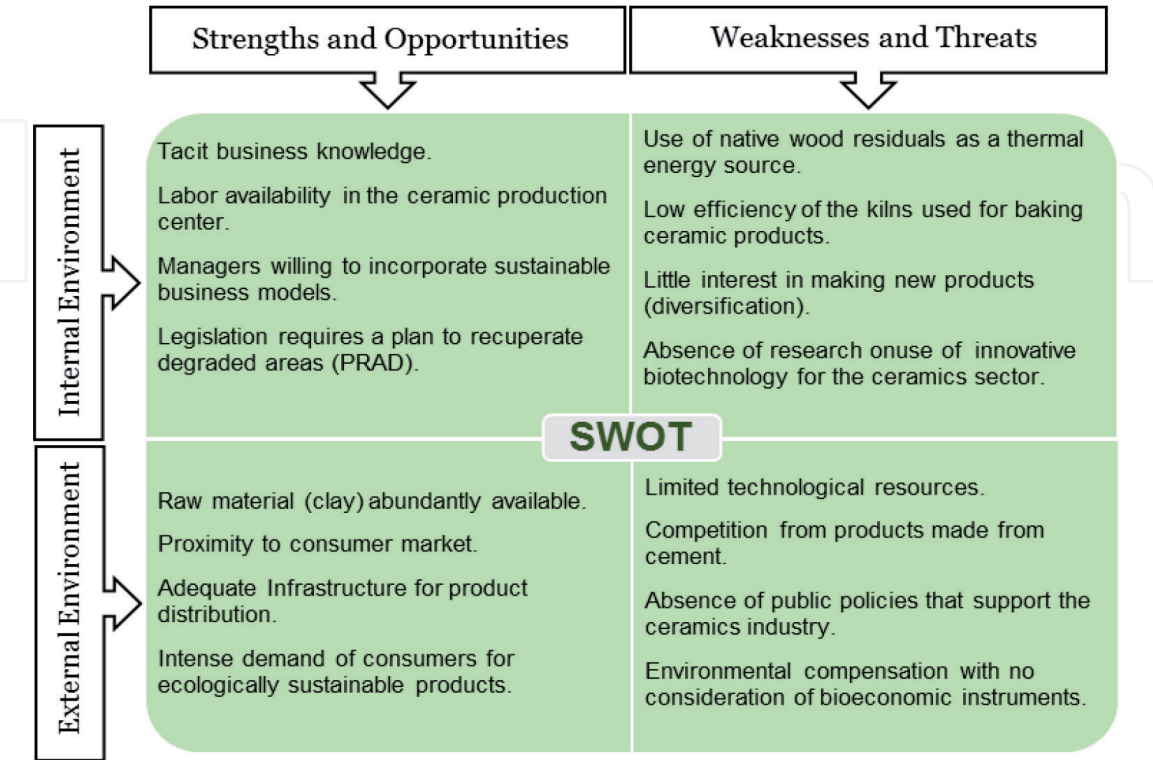 Strengths and Opportunities
Weaknesses and Threats
Internal Environment
Tacit business knowledge.
Labor availability in the ceramic production
center.
Managers willing to incorporate sustainable
business models.
Legislation requires a plan to recuperate
degraded areas (PRAD).
Use of native wood residuals as a thermal
energy source.
Low efficiency of the kilns used for baking
ceramic products.
Little interest in making new products
(diversification).
Absence of research onuse of innovative
biotechnology for the ceramics sector.
SWOT
External Environment
Raw material (clay) abundantly available.
Proximity to consumer market.
Adequate Infrastructure for product
distribution.
Intense demand of consumers for
ecologically sustainable products.
Limited technological resources.
Competition from products made from
cement.
Absence of public policies that support the
ceramics industry.
Environmental compensation with no
consideration of bioeconomic instruments.